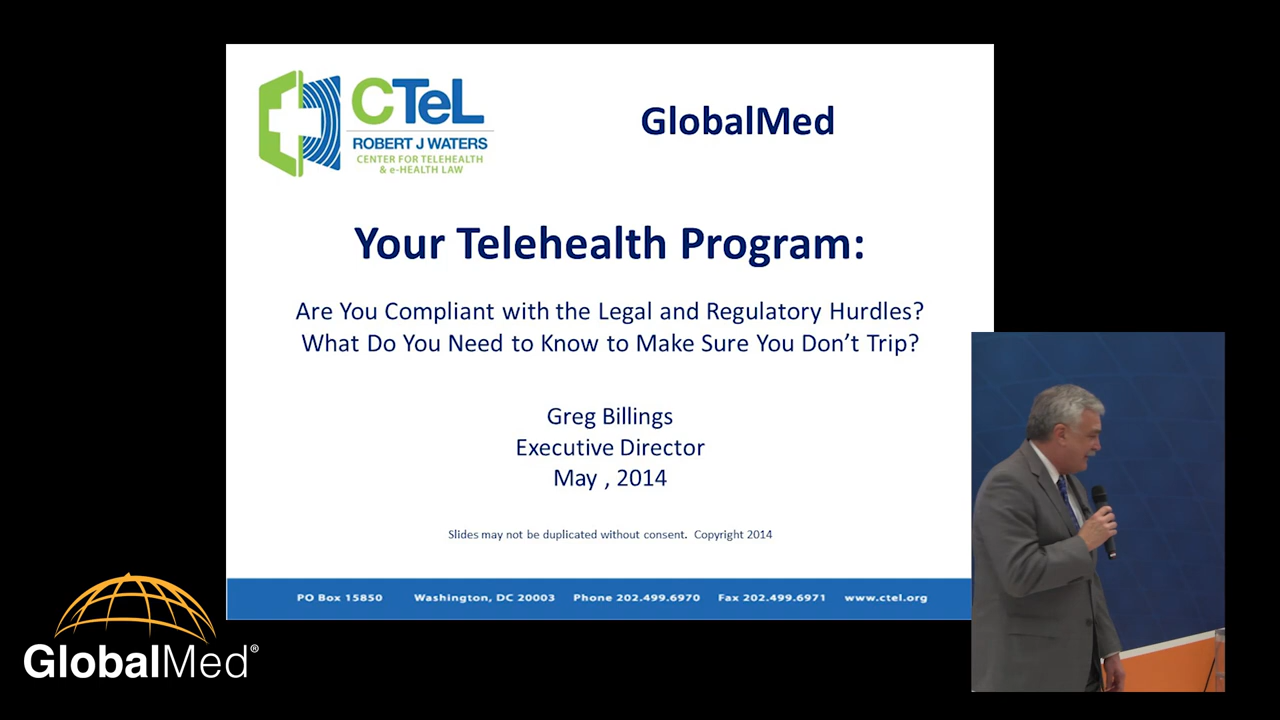 CTeL
ROBERT J WATERS
CENTER FOR TELEHEALTH
& e-HEALTH LAW
GlobalMed
Your Telehealth Program:
Are You Compliant with the Legal and Regulatory Hurdles?
What Do You Need to Know to Make Sure You Don't Trip?
Greg Billings
Executive Director
May , 2014
Slides may not be duplicated without consent. Copyright 2014
PO Box 15850 Washington, DC 20003 Phone 202.499.6970 Fax 202.499.6971 www.ctel.org
GlobalMed®